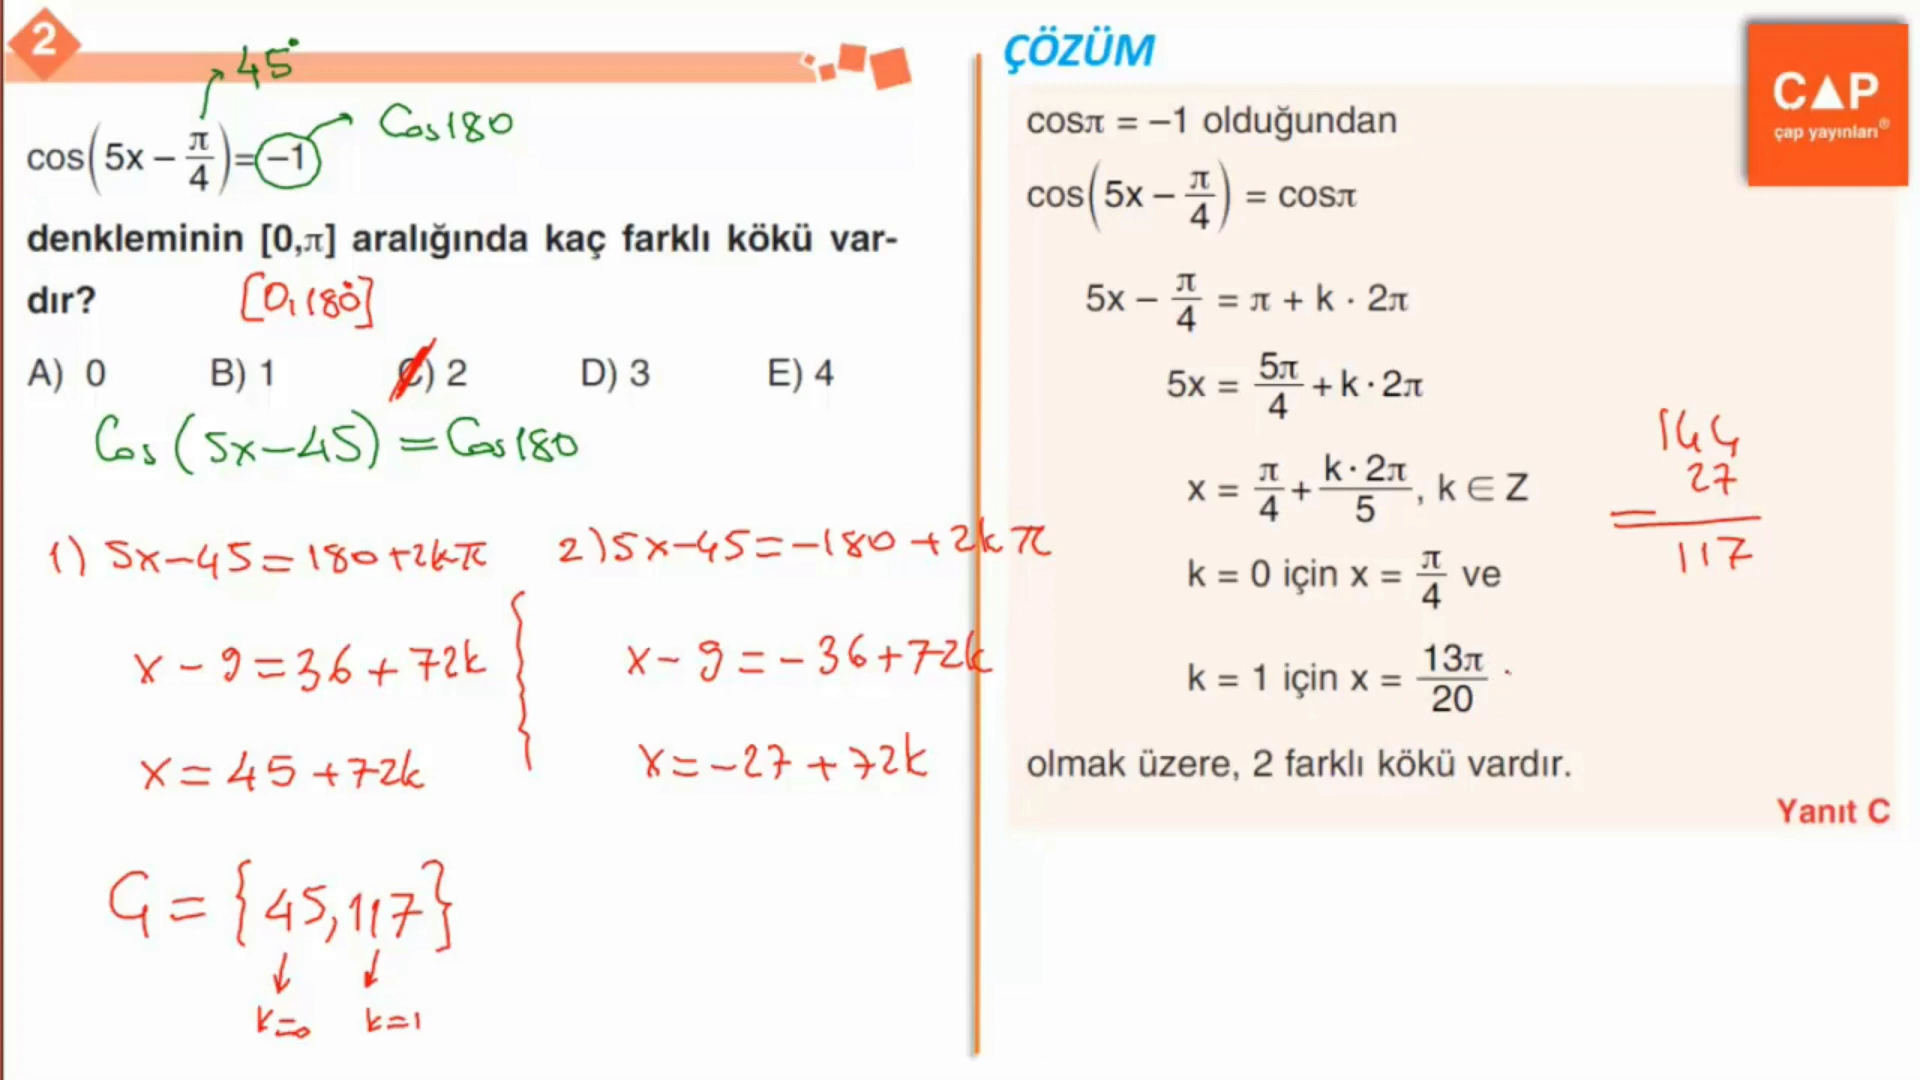 2
45°
cos(5x − π/4) = −1
Cos180
denkleminin [0,π] aralığında kaç farklı kökü var-
dır?
[0,180°]
A) 0 B) 1 C) 2 D) 3 E) 4
Cos(5x−45) = Cos180
1) 5x−45 = 180+2kπ
x − 9 = 36 + 72k
x = 45 + 72k
2) 5x−45 = −180 + 2kπ
x − 9 = −36 + 72k
x = −27 + 72k
Ç = {45, 117}
k=0 k=1
ÇÖZÜM
CAP
çap yayınları®
cosπ = −1 olduğundan
cos(5x − π/4) = cosπ
5x − π/4 = π + k · 2π
5x = 5π/4 + k · 2π
x = π/4 + k · 2π/5, k ∈ Z
k = 0 için x = π/4 ve
k = 1 için x = 13π/20
olmak üzere, 2 farklı kökü vardır.
Yanıt C
144
27
117